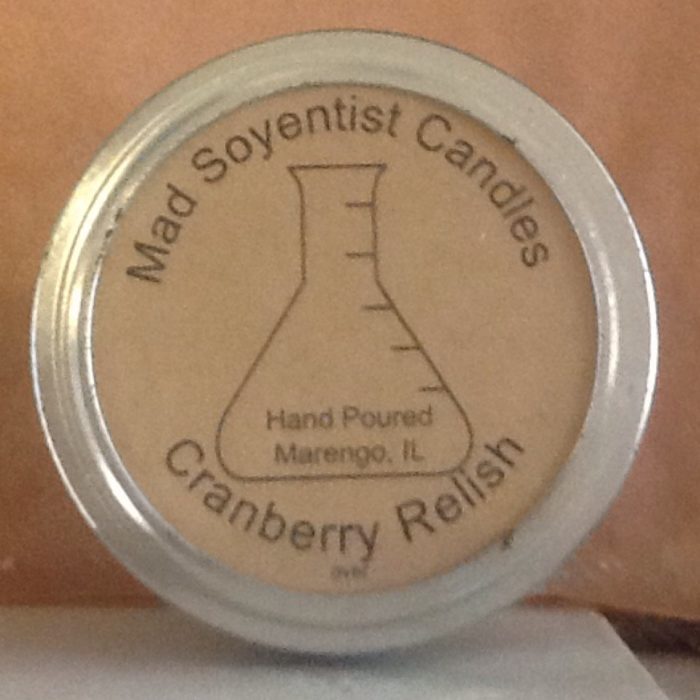 Mad Soyentist Candles
Hand Poured
Marengo, IL
Cranberry Relish